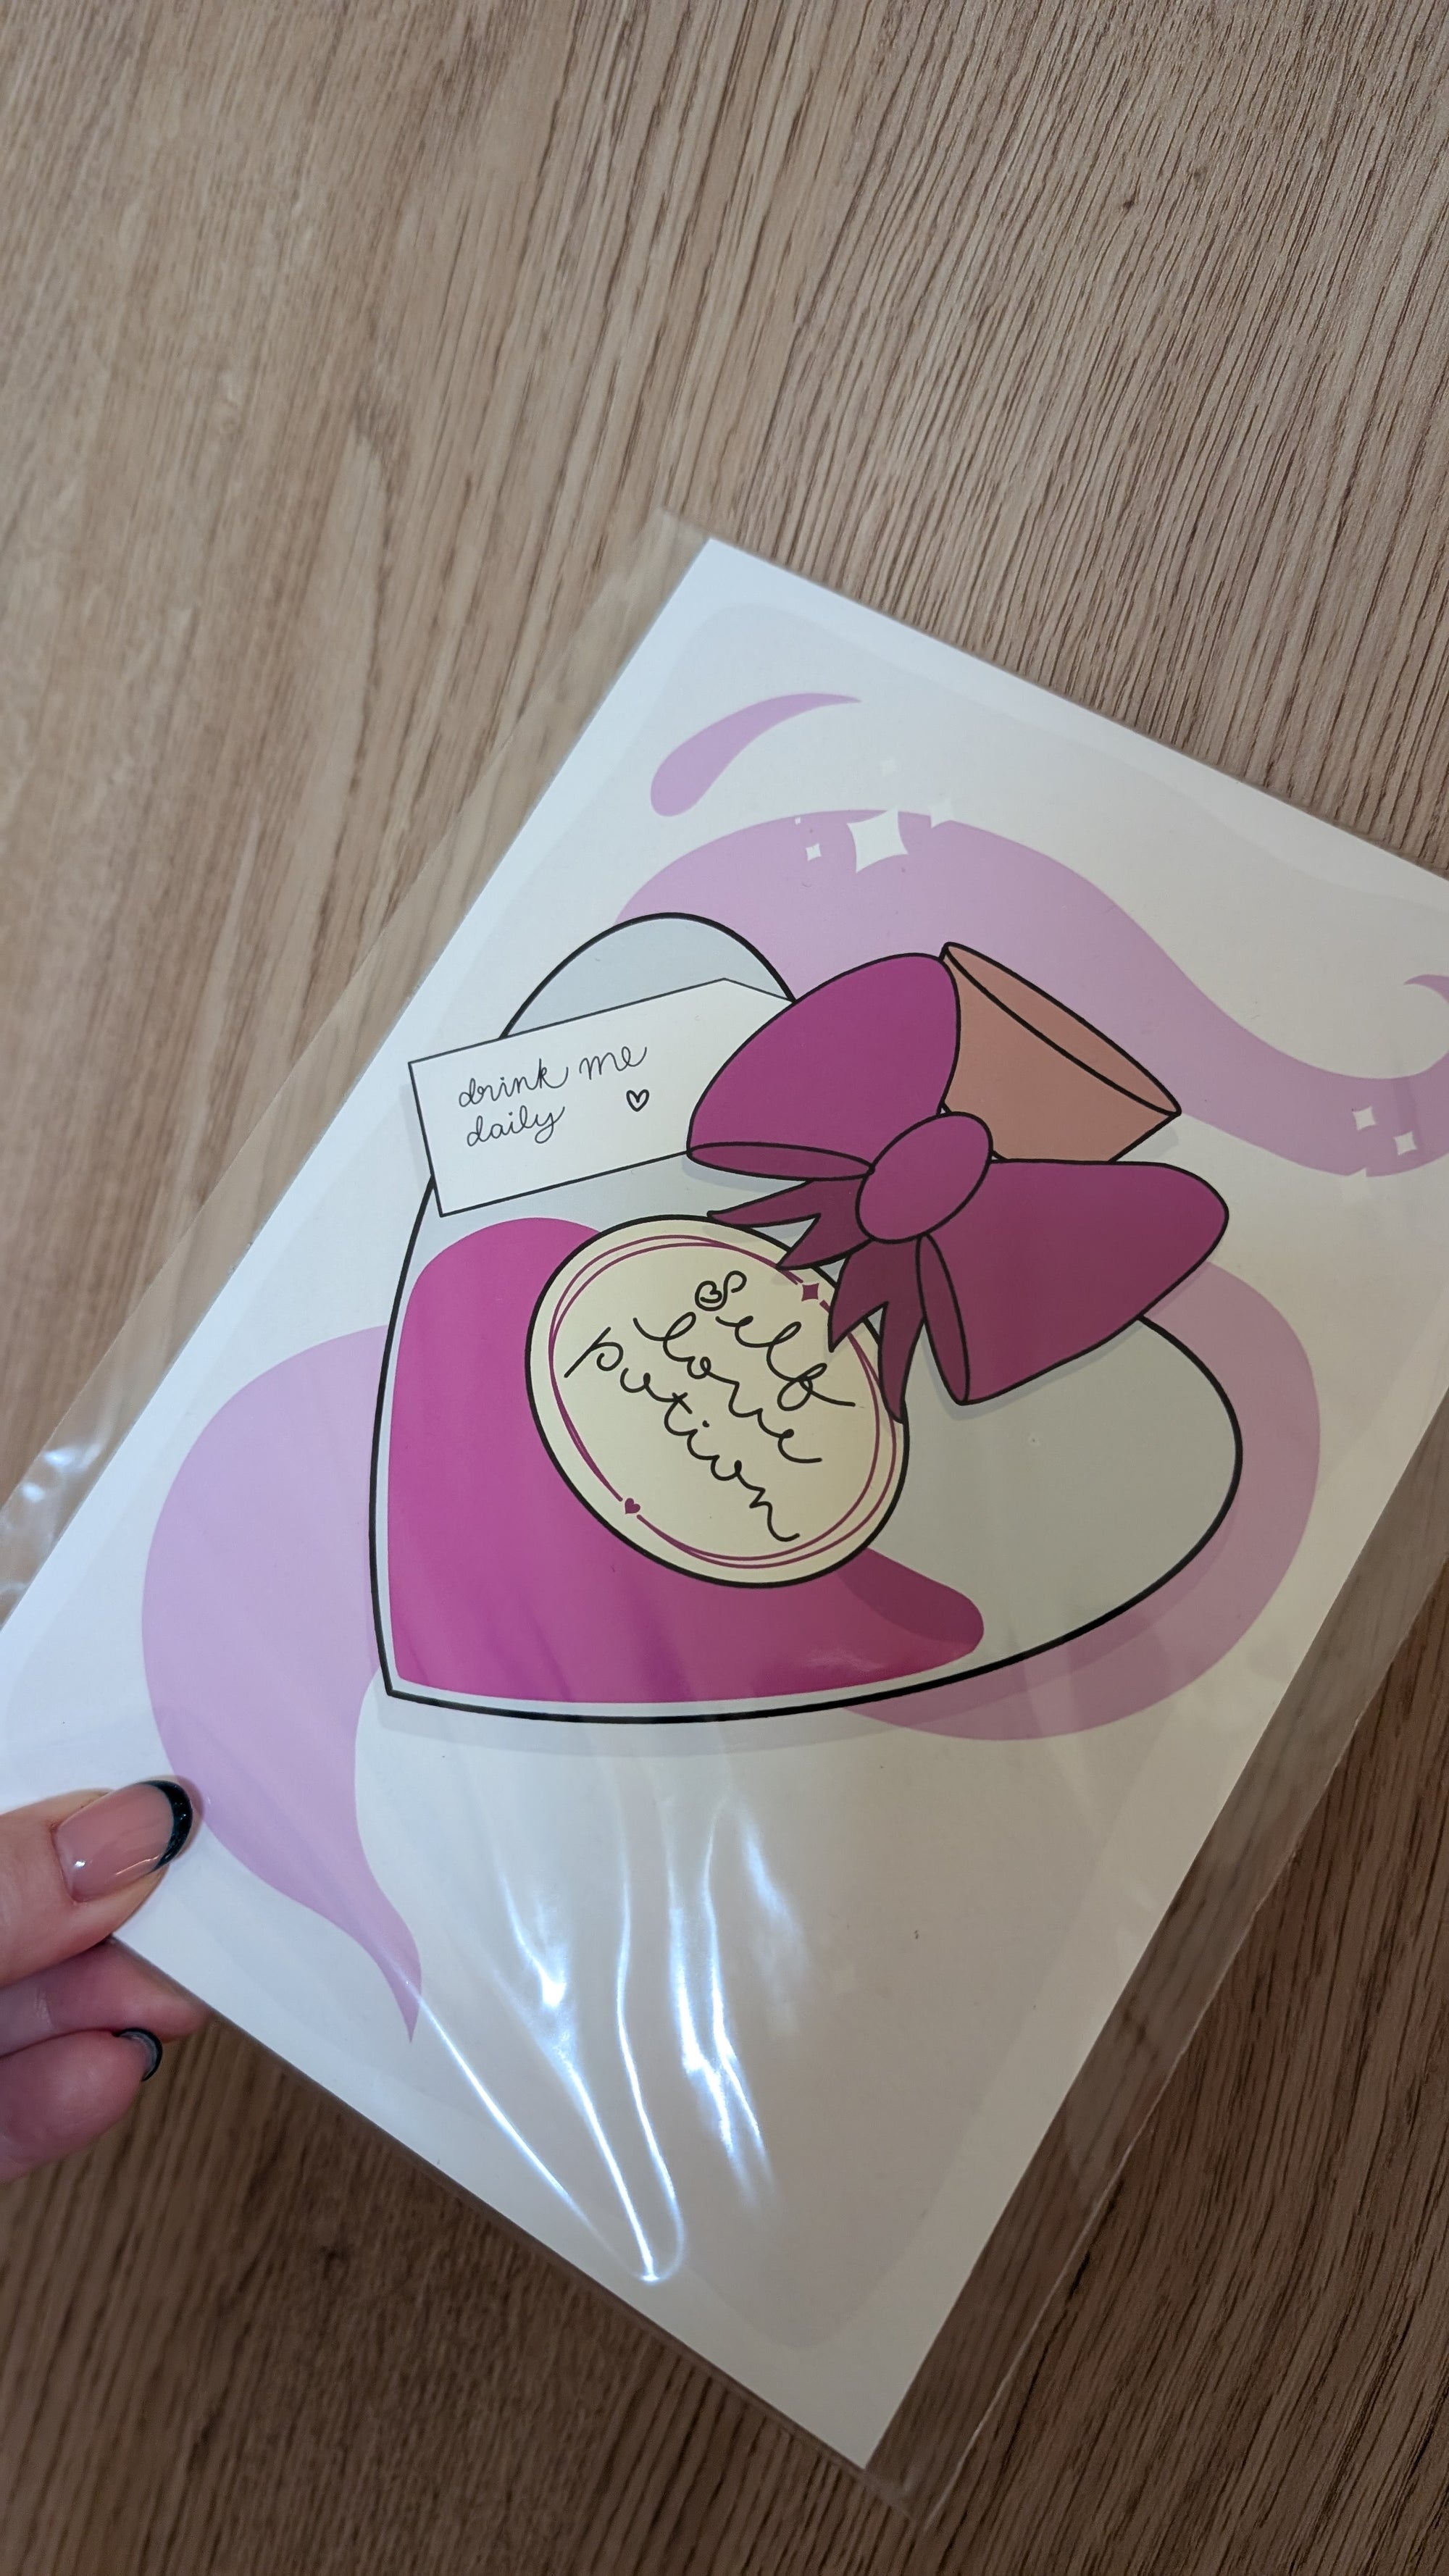 drink me
daily ♡
Self
love
potion